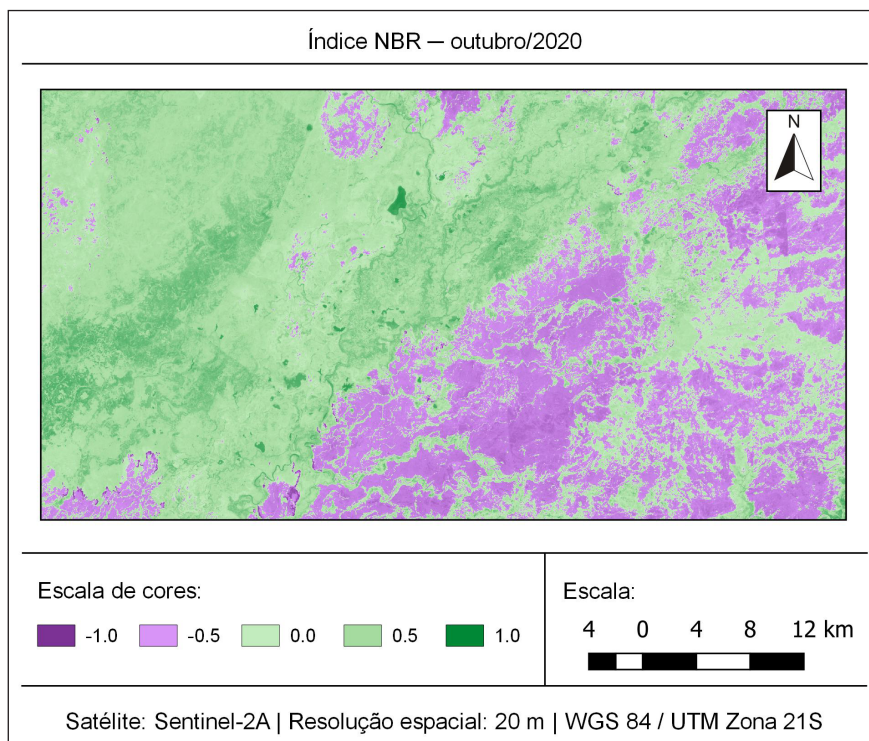 Índice NBR — outubro/2020
N
Escala de cores:
-1.0 -0.5 0.0 0.5 1.0
Escala:
4 0 4 8 12 km
Satélite: Sentinel-2A | Resolução espacial: 20 m | WGS 84 / UTM Zona 21S